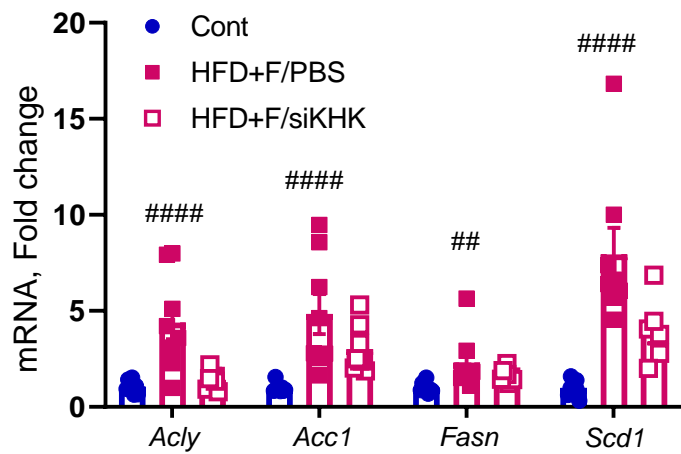 mRNA, Fold change
20
15
10
5
0
Cont
HFD+F/PBS
HFD+F/siKHK
####
####
##
####
Acly
Acc1
Fasn
Scd1